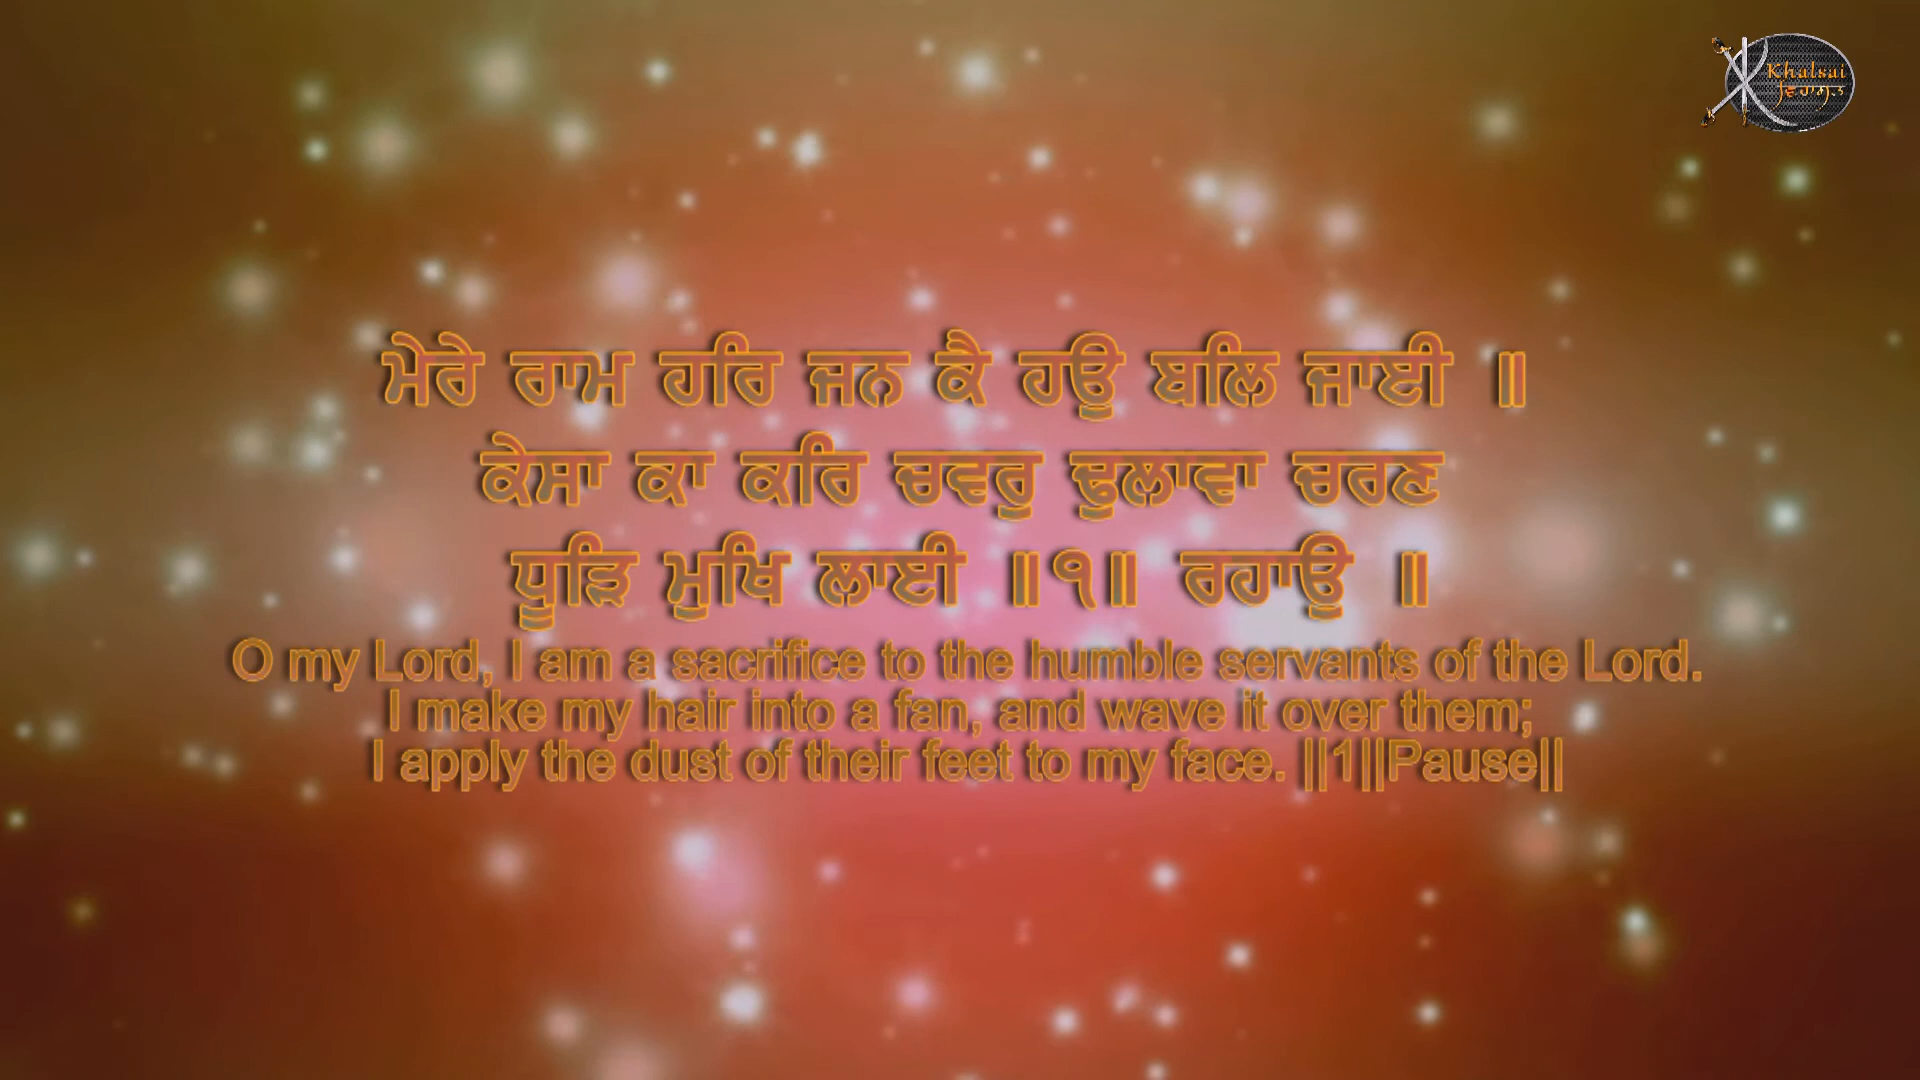 Khalsai
ਵਿਰਾਸਤ
ਮੇਰੇ ਰਾਮ ਹਰਿ ਜਨ ਕੈ ਹਉ ਬਲਿ ਜਾਈ ॥
ਕੇਸਾ ਕਾ ਕਰਿ ਚਵਰੁ ਢੁਲਾਵਾ ਚਰਣ
ਧੂੜਿ ਮੁਖਿ ਲਾਈ ॥੧॥ ਰਹਾਉ ॥
O my Lord, I am a sacrifice to the humble servants of the Lord.
I make my hair into a fan, and wave it over them;
I apply the dust of their feet to my face. ||1||Pause||